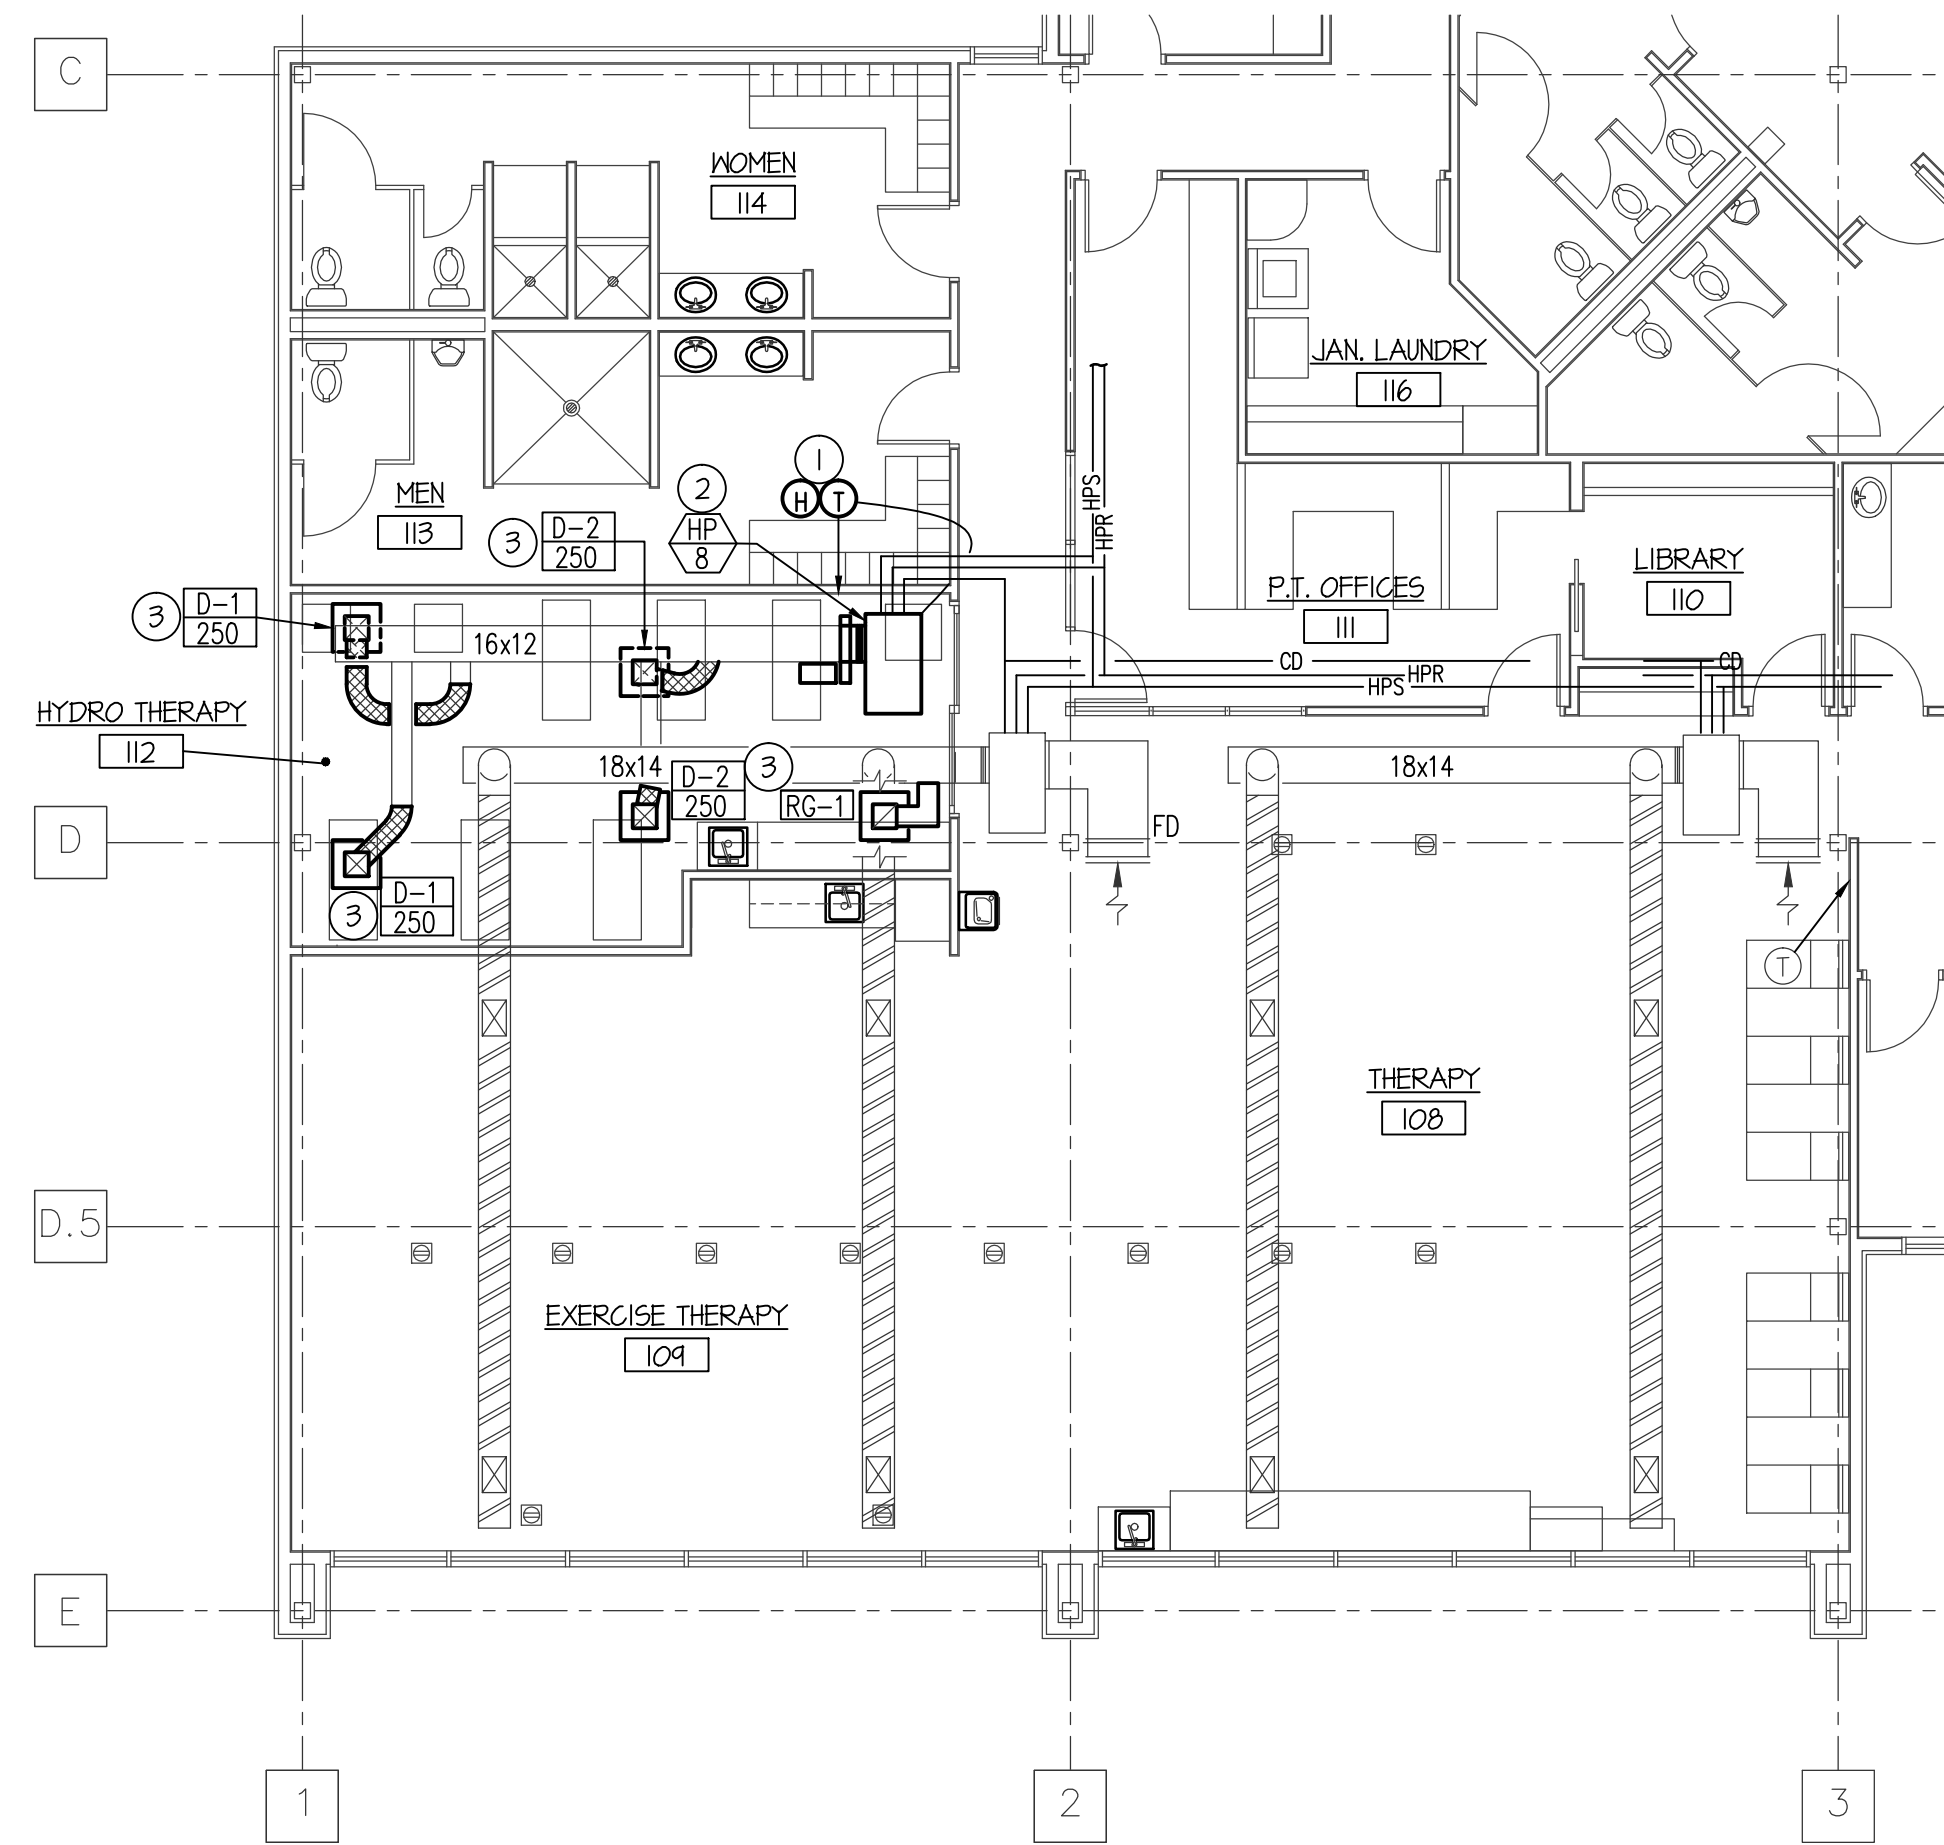 C
WOMEN
114
JAN. LAUNDRY
116
1
H T
2
HP
8
MEN
113
3
D-2
250
HPS
HPR
LIBRARY
110
P.T. OFFICES
111
3
D-1
250
16x12
CD
CD
HPR
HPS
HYDRO THERAPY
112
18x14
D-2
250
3
RG-1
18x14
FD
D
D-1
250
3
T
THERAPY
108
D.5
EXERCISE THERAPY
109
E
1
2
3